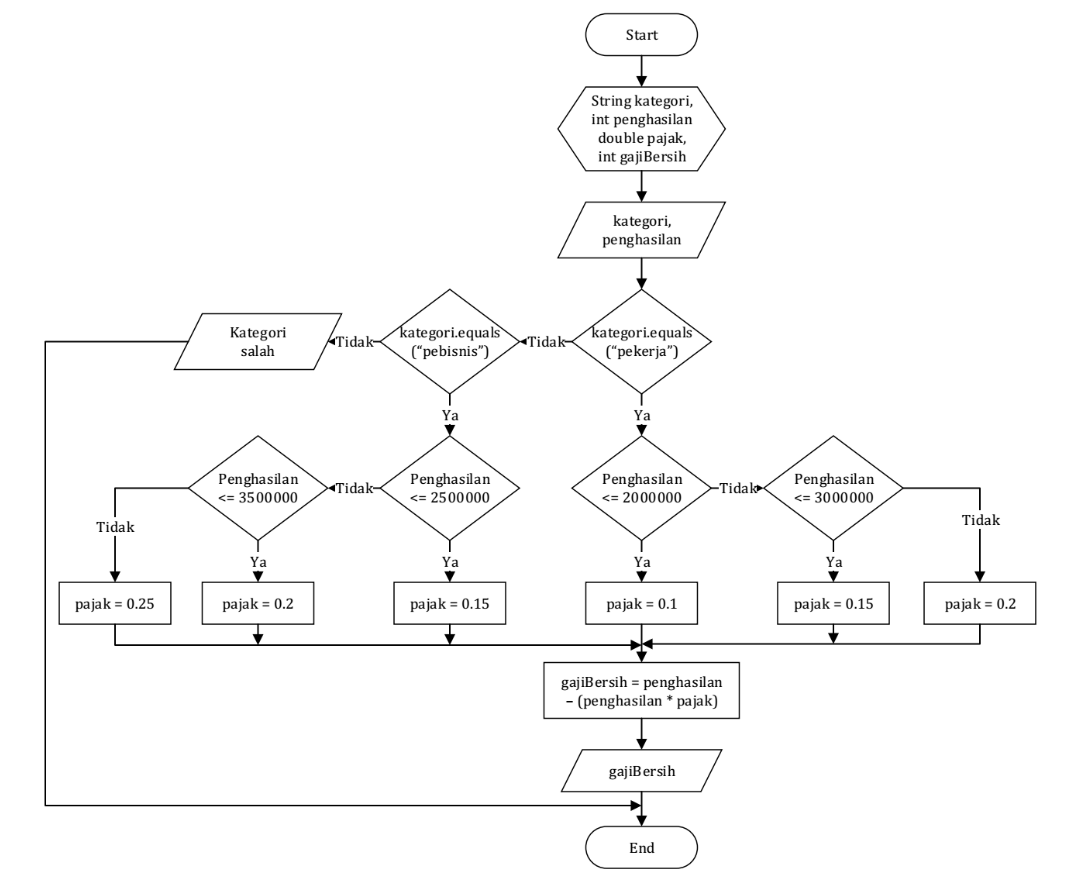 Start
String kategori,
int penghasilan
double pajak,
int gajiBersih
kategori,
penghasilan
Kategori
salah
Tidak
kategori.equals
(“pebisnis”)
Tidak
kategori.equals
(“pekerja”)
Ya
Ya
Penghasilan
<= 3500000
Tidak
Penghasilan
<= 2500000
Penghasilan
<= 2000000
Tidak
Penghasilan
<= 3000000
Tidak
Tidak
Ya
Ya
Ya
Ya
pajak = 0.25
pajak = 0.2
pajak = 0.15
pajak = 0.1
pajak = 0.15
pajak = 0.2
gajiBersih = penghasilan
– (penghasilan * pajak)
gajiBersih
End